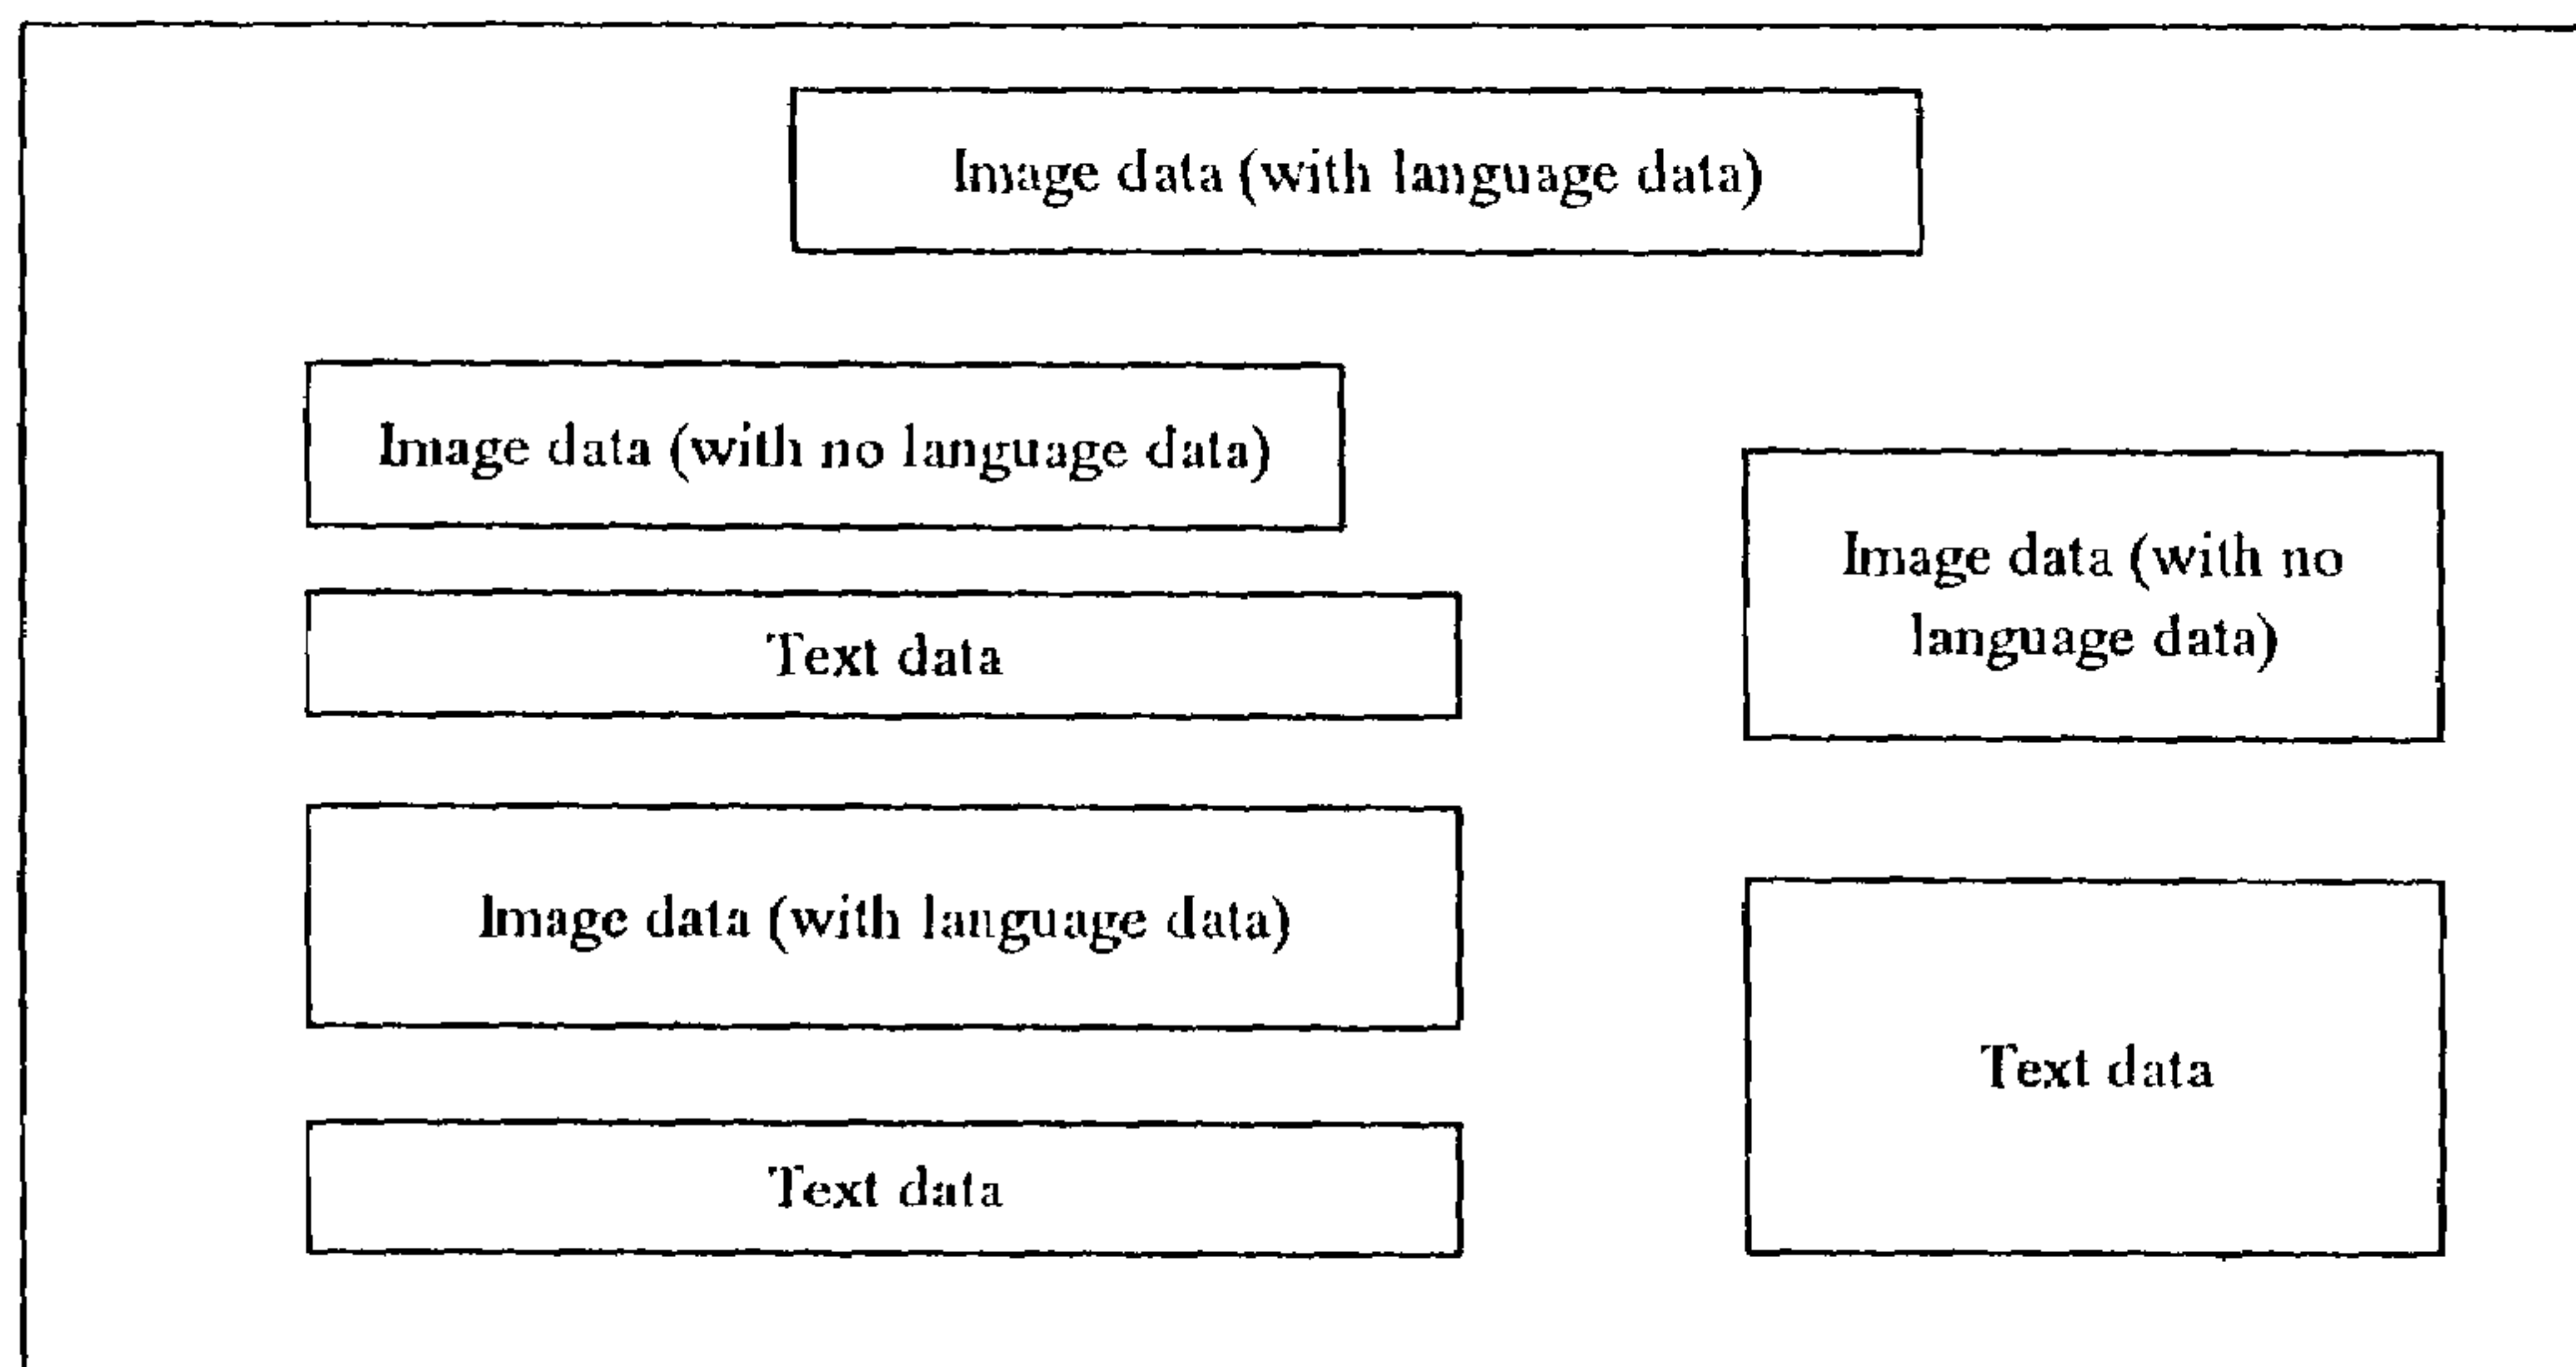 Image data (with language data)
Image data (with no language data)
Text data
Image data (with language data)
Text data
Image data (with no
language data)
Text data